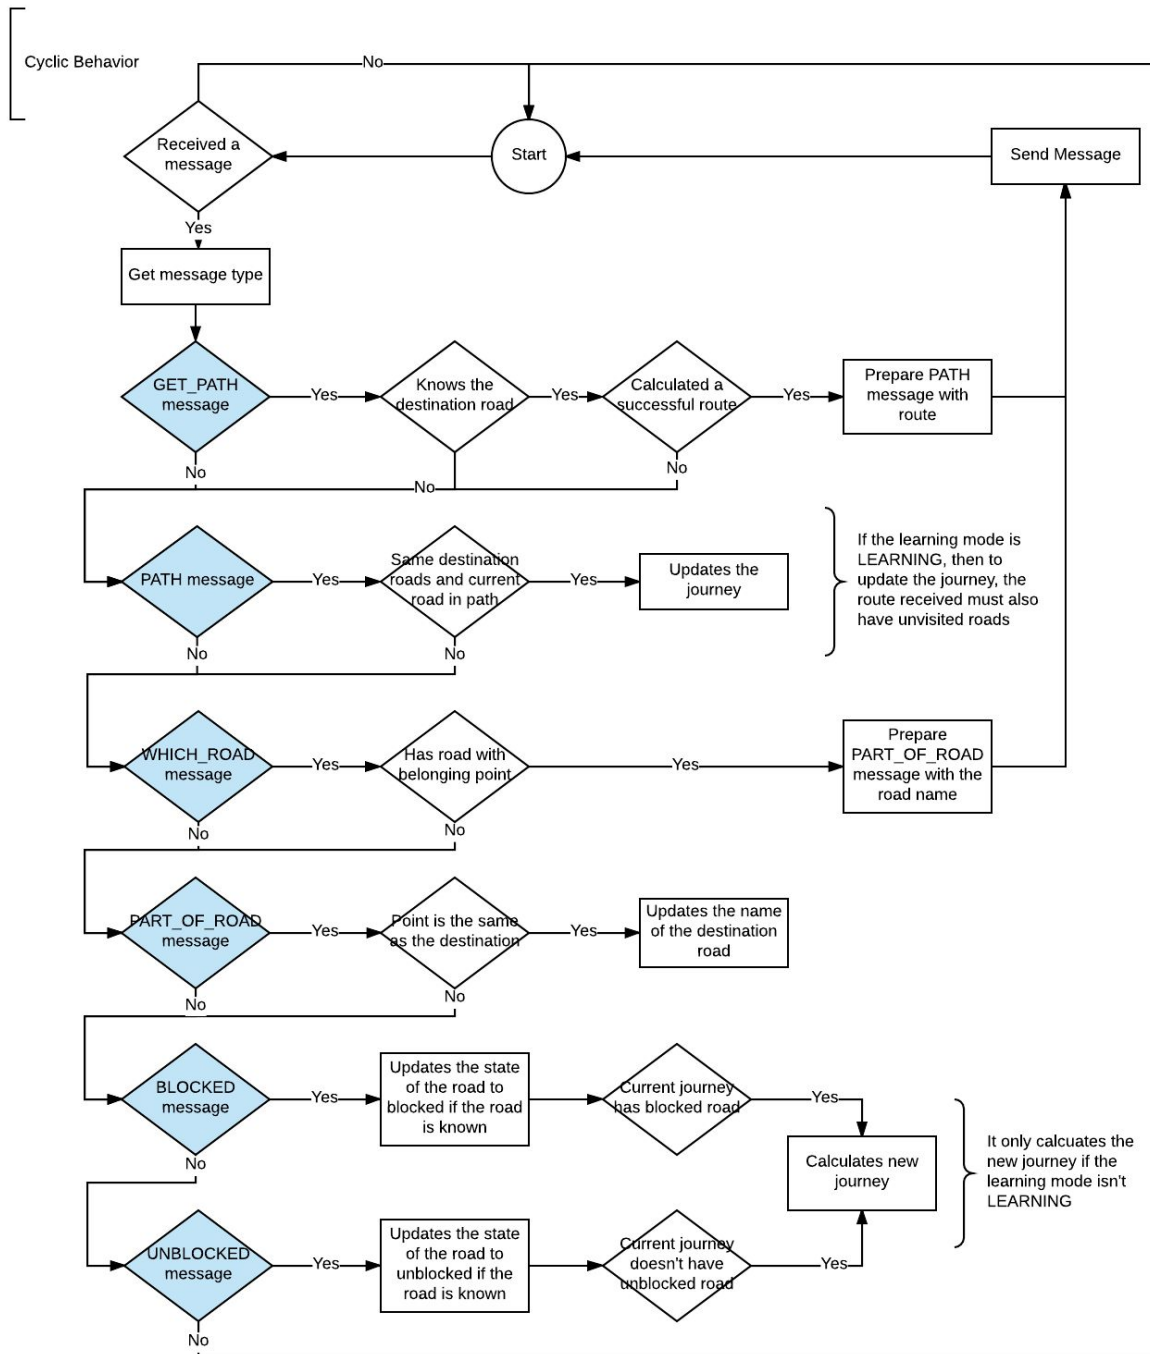 Cyclic Behavior
No
Received a
message
Start
Send Message
Yes
Get message type
GET_PATH
message
Yes
Knows the
destination road
Yes
Calculated a
successful route
Yes
Prepare PATH
message with
route
No
No
No
PATH message
Yes
Same destination
roads and current
road in path
Yes
Updates the
journey
If the learning mode is
LEARNING, then to
update the journey, the
route received must also
have unvisited roads
No
No
WHICH_ROAD
message
Yes
Has road with
belonging point
Yes
Prepare
PART_OF_ROAD
message with the
road name
No
No
PART_OF_ROAD
message
Yes
Point is the same
as the destination
Yes
Updates the name
of the destination
road
No
No
BLOCKED
message
Yes
Updates the state
of the road to
blocked if the road
is known
Current journey
has blocked road
Yes
Calculates new
journey
It only calcuates the
new journey if the
learning mode isn't
LEARNING
No
UNBLOCKED
message
Yes
Updates the state
of the road to
unblocked if the
road is known
Current journey
doesn't have
unblocked road
Yes
No